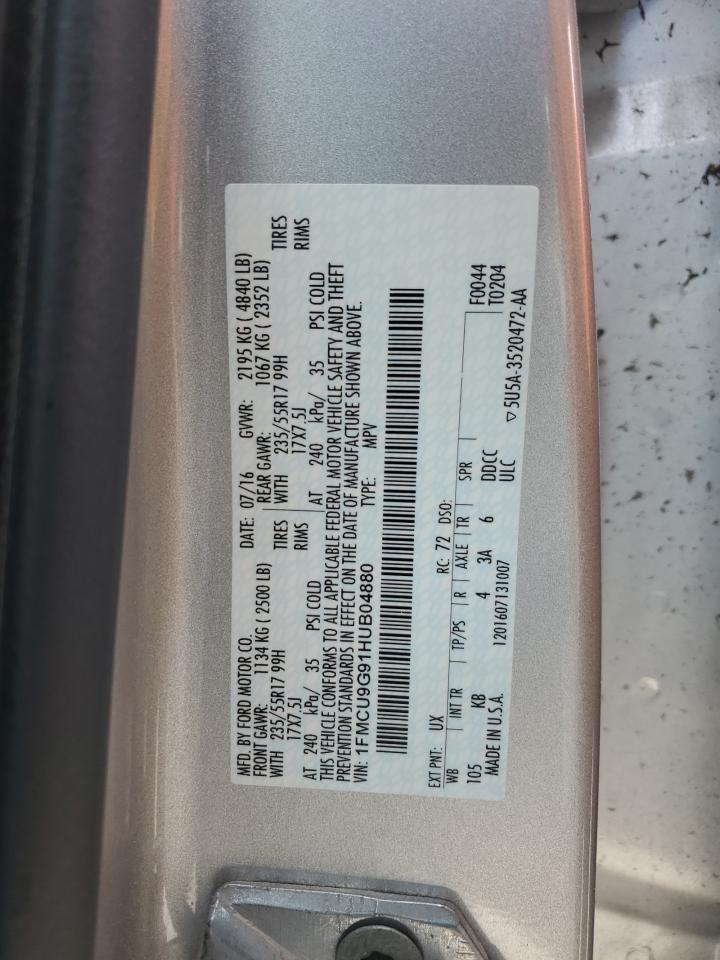 MFD. BY FORD MOTOR CO. DATE: 07/16 GVWR: 2195 KG ( 4840 LB)
FRONT GAWR: 1134 KG ( 2500 LB) REAR GAWR: 1067 KG ( 2352 LB)
WITH 235/55R17 99H TIRES WITH 235/55R17 99H TIRES
17X7.5J RIMS 17X7.5J RIMS
AT 240 kPa/ 35 PSI COLD AT 240 kPa/ 35 PSI COLD
THIS VEHICLE CONFORMS TO ALL APPLICABLE FEDERAL MOTOR VEHICLE SAFETY AND THEFT
PREVENTION STANDARDS IN EFFECT ON THE DATE OF MANUFACTURE SHOWN ABOVE.
VIN: 1FMCU9G91HUB04880 TYPE: MPV
EXT PNT: UX RC: 72 DSO:
WB INT TR TP/PS R AXLE TR SPR F0044
105 KB 4 3A 6 DDCC T0204
MADE IN U.S.A. 1201607131007 ULC ▽5U5A-3520472-AA